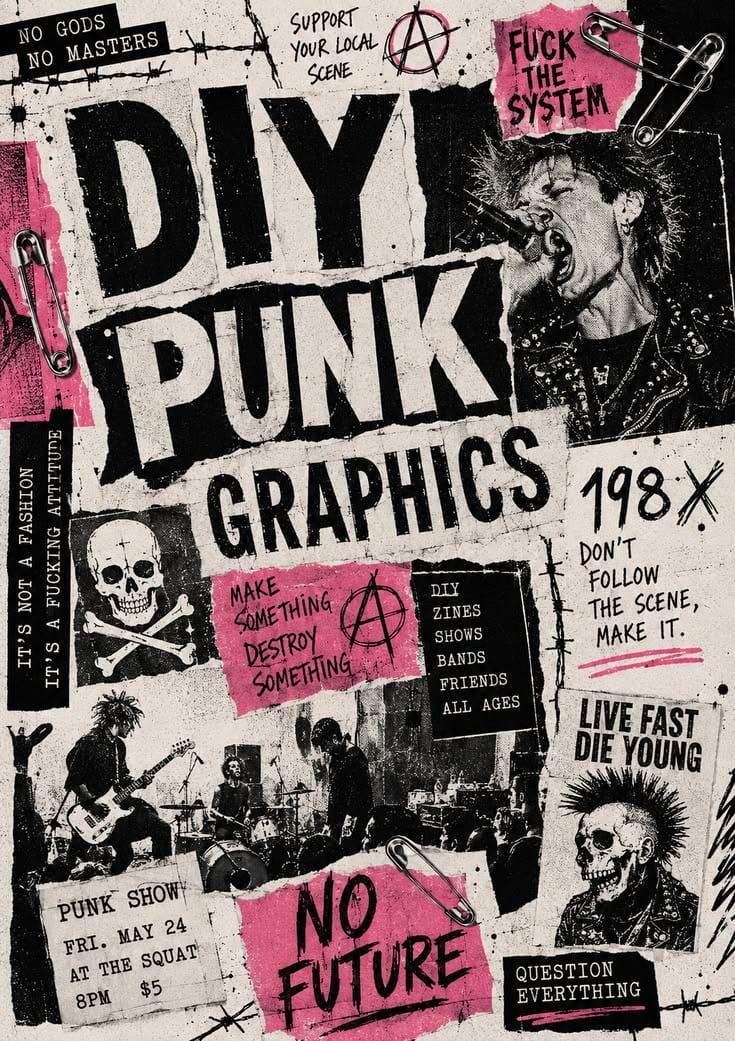 NO GODS
NO MASTERS
SUPPORT
YOUR LOCAL
SCENE
FUCK
THE
SYSTEM
DIY
PUNK
GRAPHICS
IT'S NOT A FASHION
IT'S A FUCKING ATTITUDE
198X
DON'T
FOLLOW
THE SCENE,
MAKE IT.
MAKE
SOMETHING
DESTROY
SOMETHING
DIY
ZINES
SHOWS
BANDS
FRIENDS
ALL AGES
LIVE FAST
DIE YOUNG
PUNK SHOW
FRI. MAY 24
AT THE SQUAT
8PM $5
NO
FUTURE
QUESTION
EVERYTHING